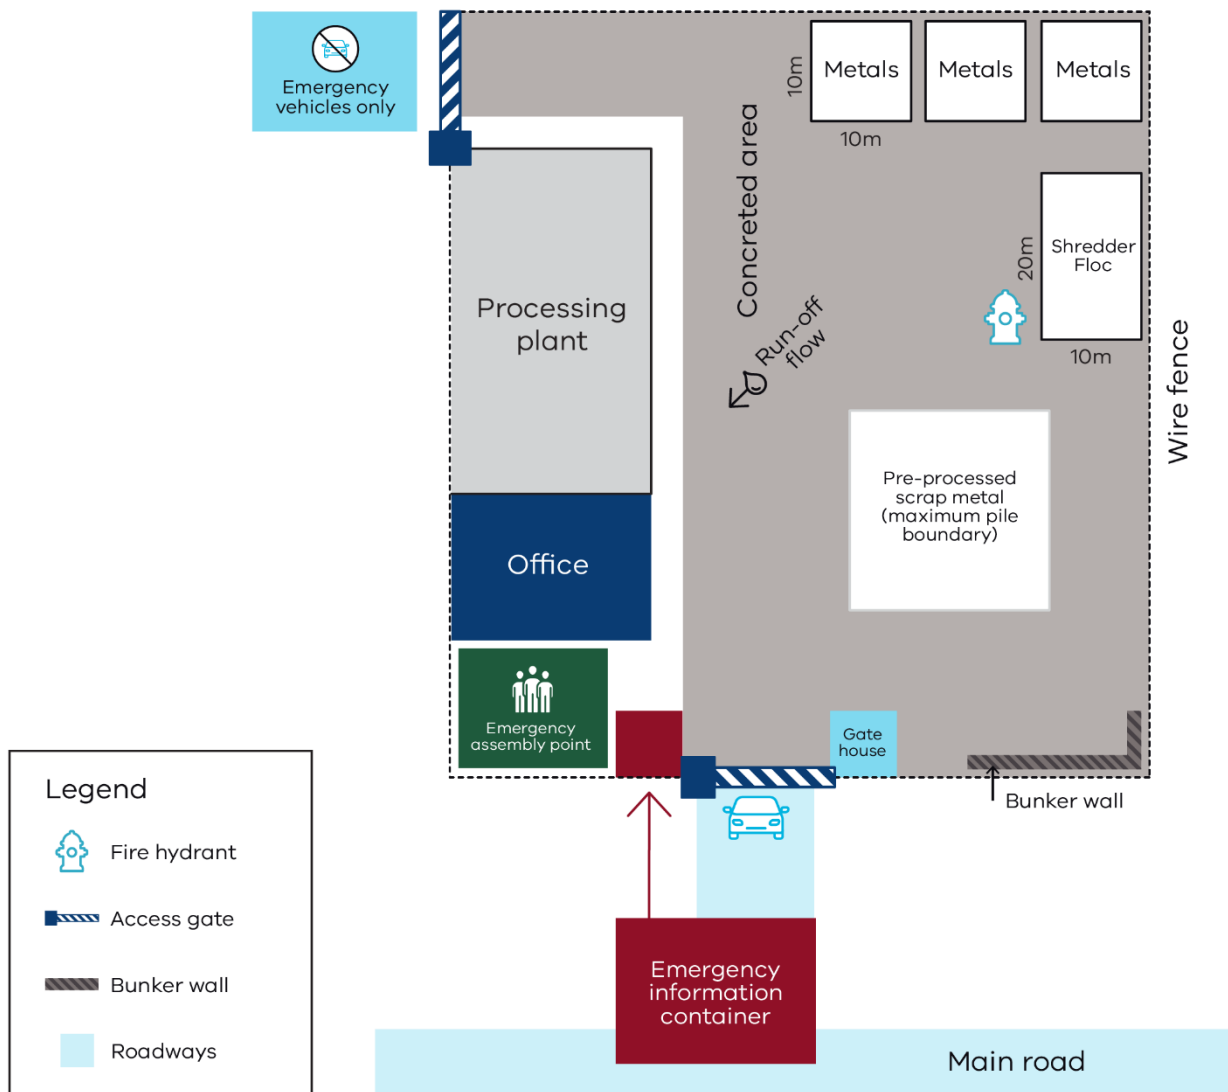 Emergency
vehicles only
Metals
Metals
Metals
10m
10m
Concreted area
Shredder
Floc
20m
10m
Processing
plant
Run-off
flow
Wire fence
Pre-processed
scrap metal
(maximum pile
boundary)
Office
Emergency
assembly point
Gate
house
Bunker wall
Legend
Fire hydrant
Access gate
Bunker wall
Roadways
Emergency
information
container
Main road